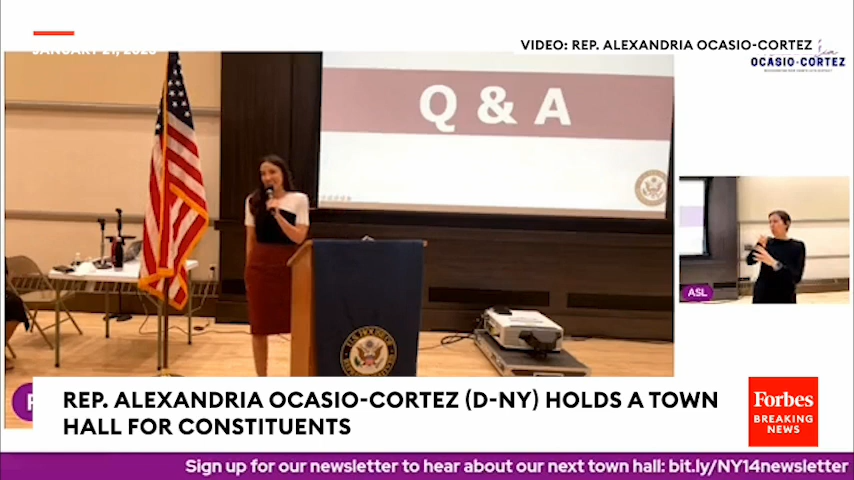 VIDEO: REP. ALEXANDRIA OCASIO-CORTEZ
OCASIO-CORTEZ
Q & A
ASL
REP. ALEXANDRIA OCASIO-CORTEZ (D-NY) HOLDS A TOWN
HALL FOR CONSTITUENTS
Forbes
BREAKING
NEWS
Sign up for our newsletter to hear about our next town hall: bit.ly/NY14newsletter